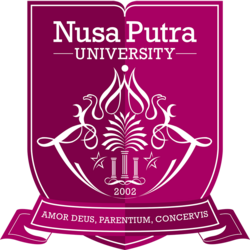 Nusa Putra
UNIVERSITY
2002
AMOR DEUS, PARENTIUM, CONCERVIS